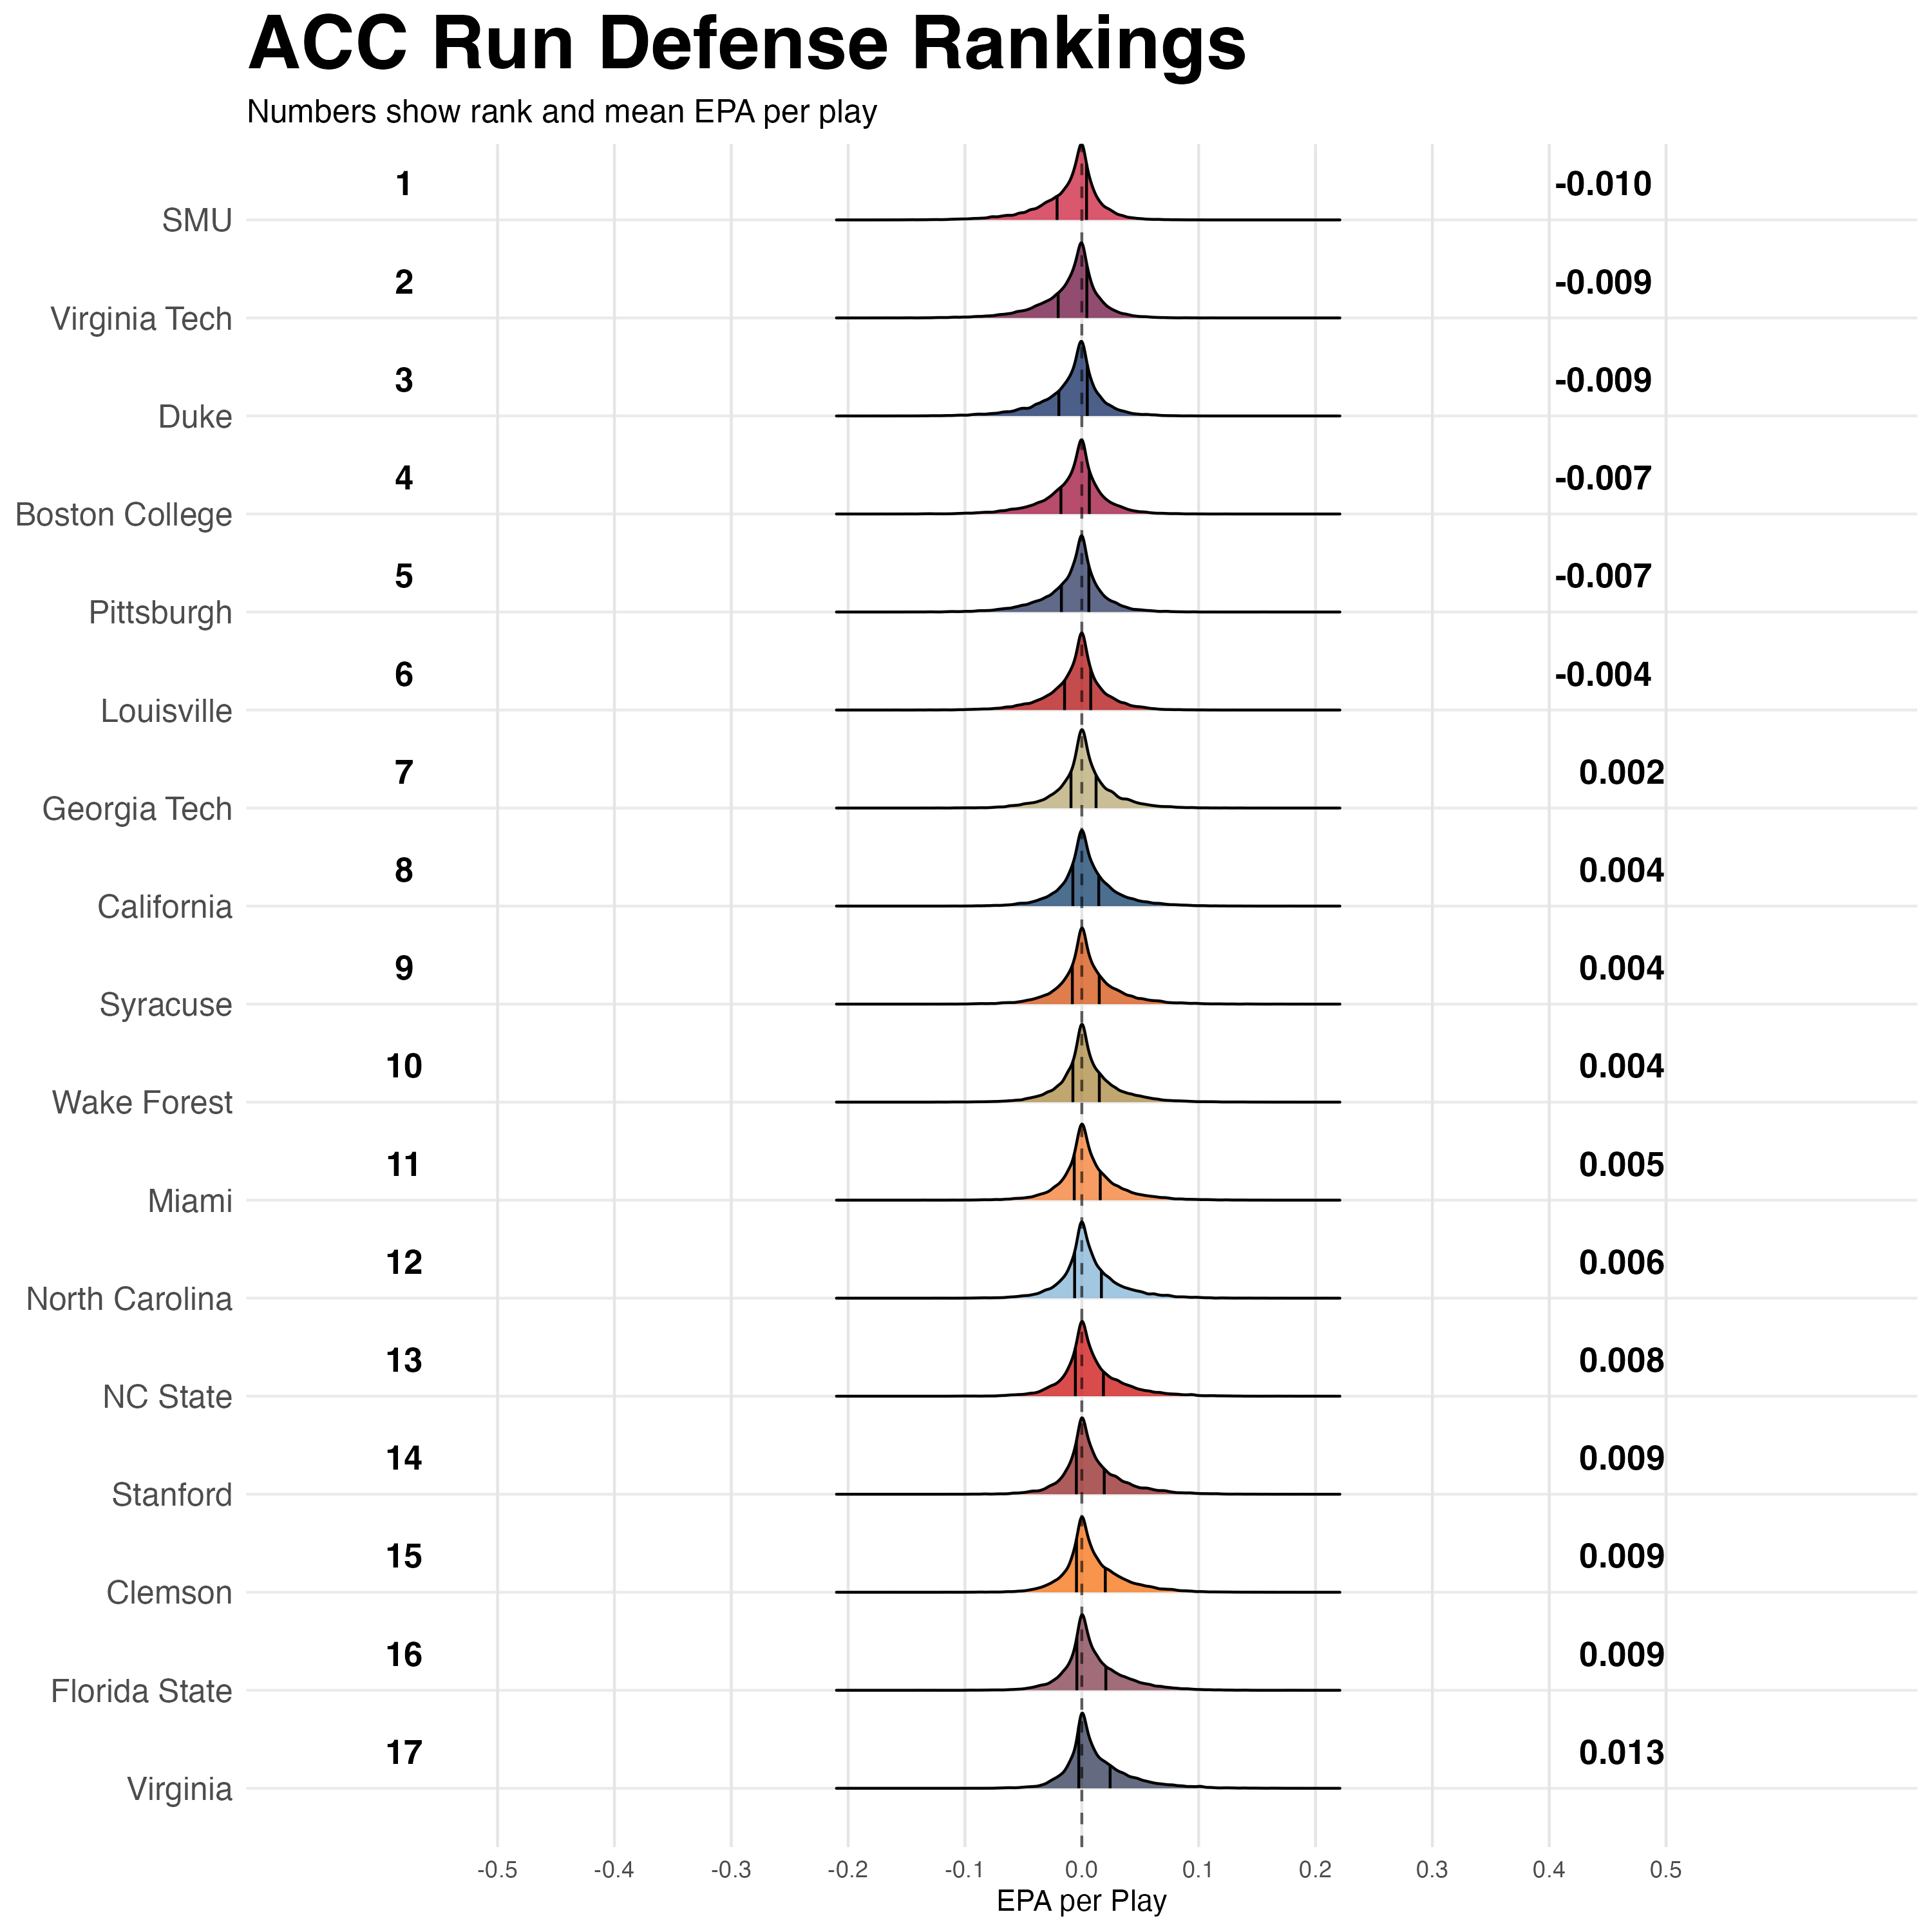 ACC Run Defense Rankings
Numbers show rank and mean EPA per play
1 -0.010
SMU
2 -0.009
Virginia Tech
3 -0.009
Duke
4 -0.007
Boston College
5 -0.007
Pittsburgh
6 -0.004
Louisville
7 0.002
Georgia Tech
8 0.004
California
9 0.004
Syracuse
10 0.004
Wake Forest
11 0.005
Miami
12 0.006
North Carolina
13 0.008
NC State
14 0.009
Stanford
15 0.009
Clemson
16 0.009
Florida State
17 0.013
Virginia
-0.5 -0.4 -0.3 -0.2 -0.1 0.0 0.1 0.2 0.3 0.4 0.5
EPA per Play